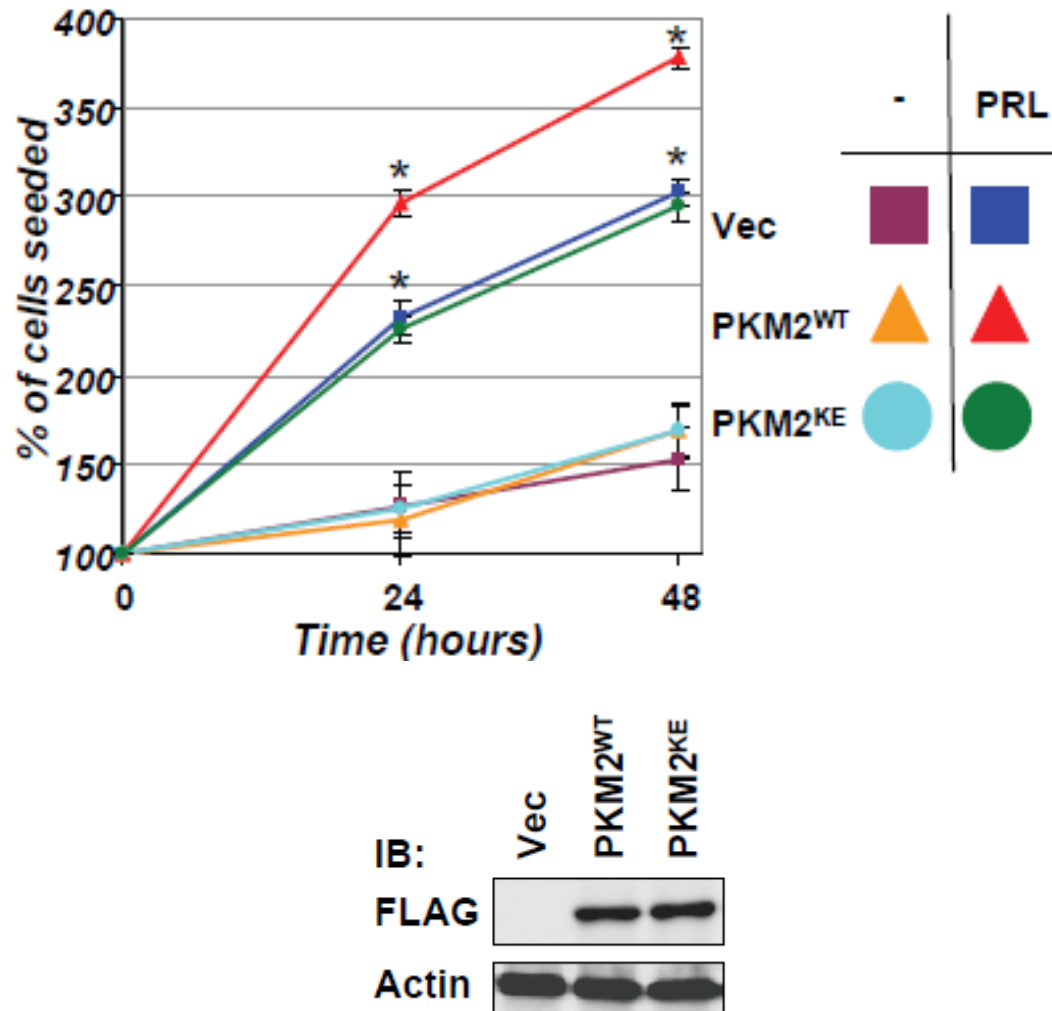 400
350
300
250
200
150
100
% of cells seeded
* *
* *
0 24 48
Time (hours)
- PRL
Vec
PKM2WT
PKM2KE
Vec
PKM2WT
PKM2KE
IB:
FLAG
Actin